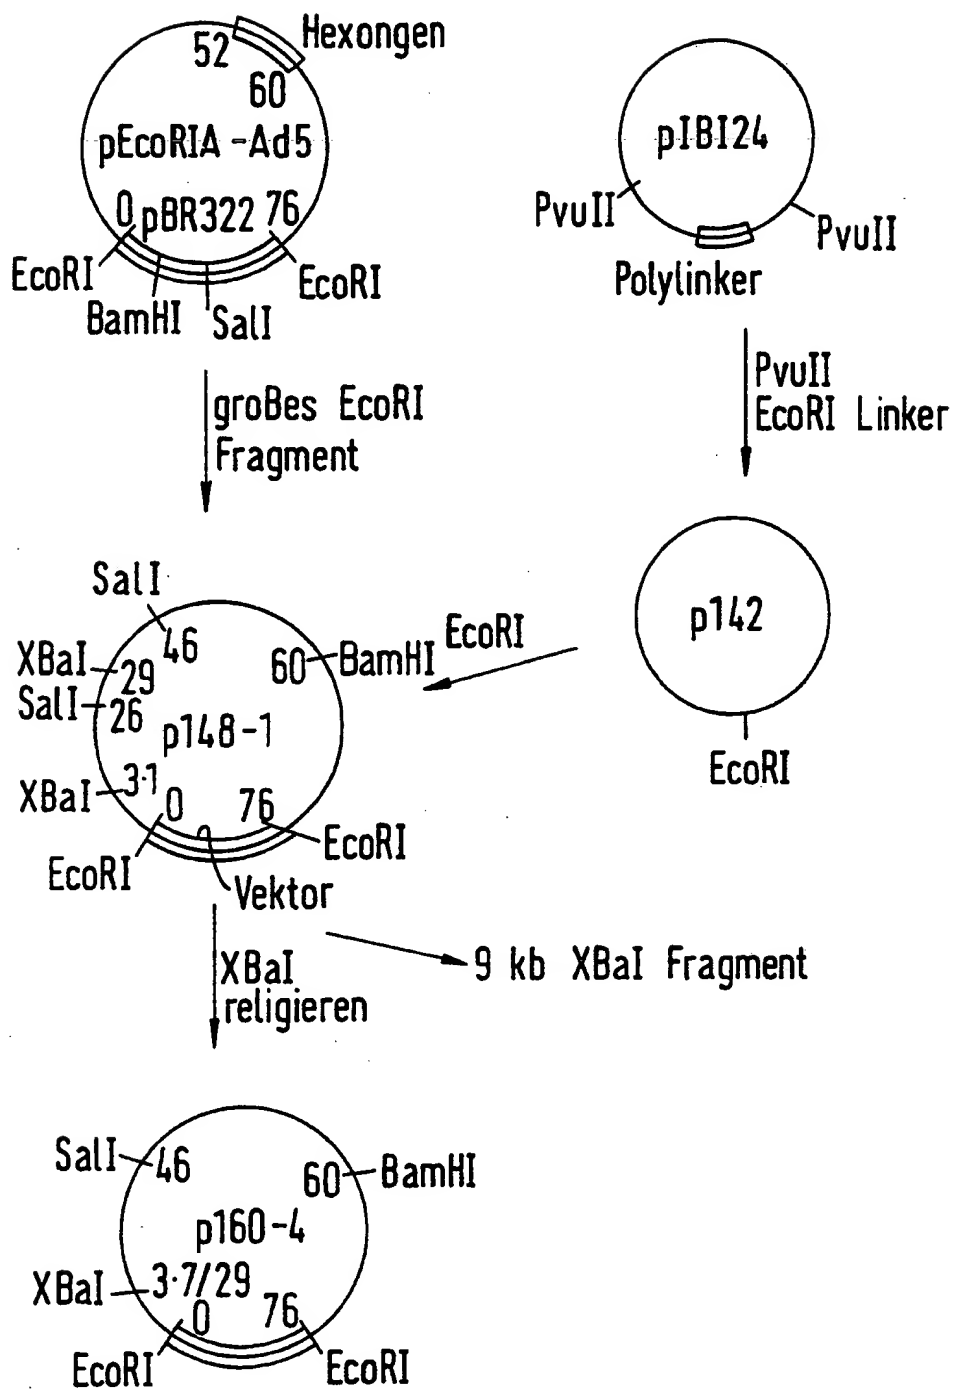 Hexongen
52
60
pEcoRIA-Ad5
pIBI24
0 pBR322 76
PvuII
PvuII
EcoRI
EcoRI
Polylinker
BamHI
SalI
PvuII
EcoRI Linker
großes EcoRI
Fragment
SalI
46
XBaI
29
60
BamHI
EcoRI
p142
SalI
26
p148-1
XBaI
3·1
0
76
EcoRI
EcoRI
EcoRI
Vektor
XBaI
religieren
9 kb XBaI Fragment
SalI
46
60
BamHI
p160-4
XBaI
3·7/29
0
76
EcoRI
EcoRI